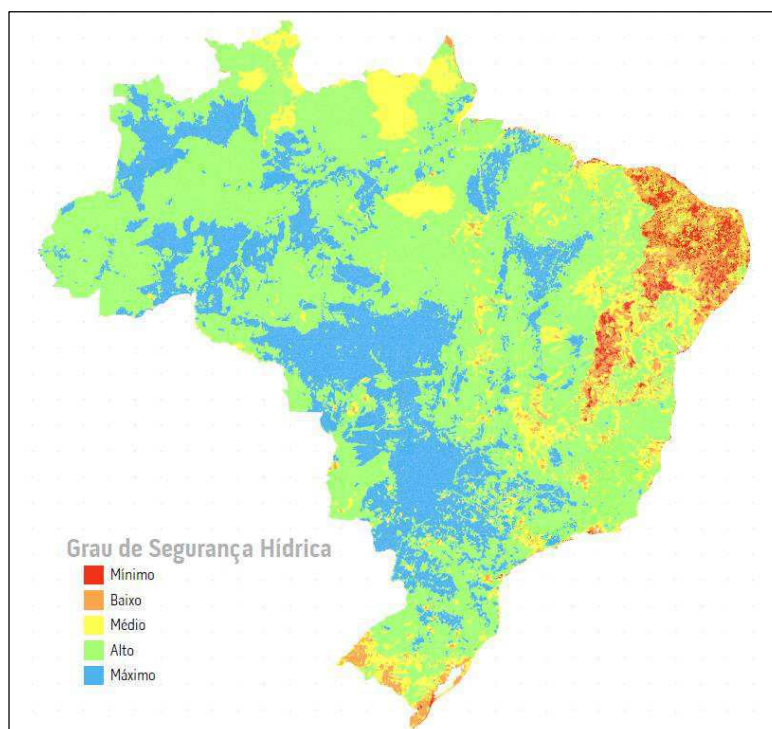 Grau de Segurança Hídrica
Mínimo
Baixo
Médio
Alto
Máximo